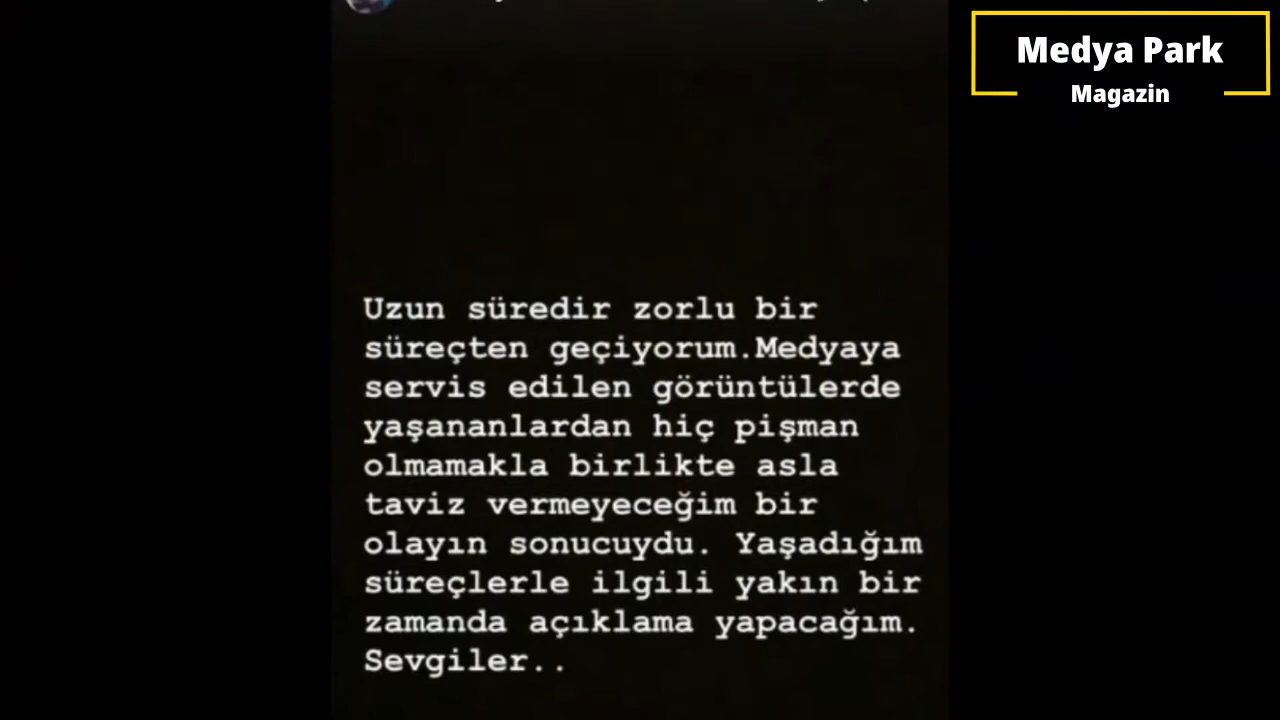 Medya Park
Magazin
Uzun süredir zorlu bir
süreçten geçiyorum.Medyaya
servis edilen görüntülerde
yaşananlardan hiç pişman
olmamakla birlikte asla
taviz vermeyeceğim bir
olayın sonucuydu. Yaşadığım
süreçlerle ilgili yakın bir
zamanda açıklama yapacağım.
Sevgiler..